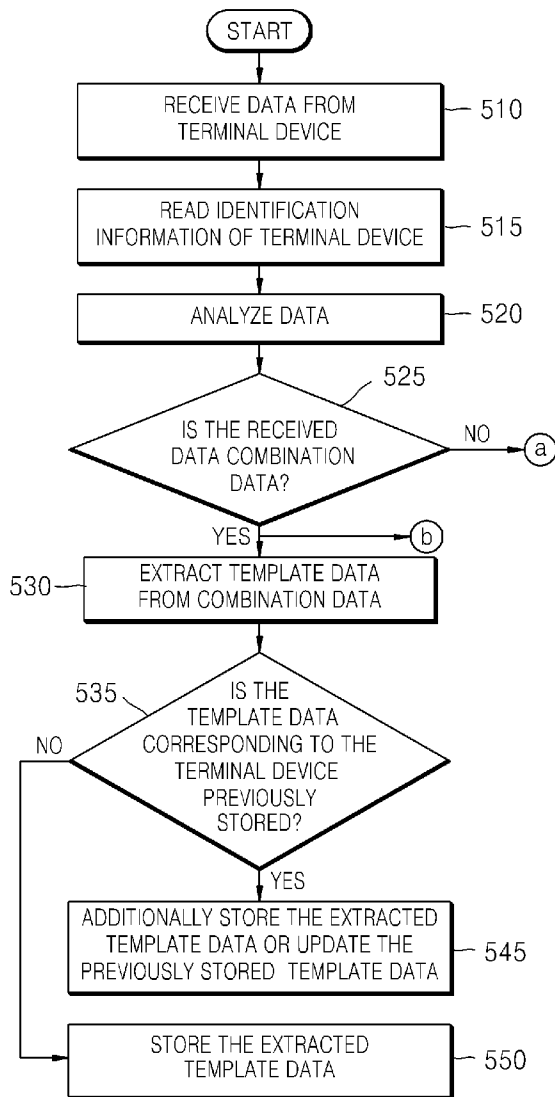 START
RECEIVE DATA FROM
TERMINAL DEVICE
510
READ IDENTIFICATION
INFORMATION OF TERMINAL DEVICE
515
ANALYZE DATA
520
525
IS THE RECEIVED
DATA COMBINATION
DATA?
NO
a
YES
b
530
EXTRACT TEMPLATE DATA
FROM COMBINATION DATA
535
IS THE
TEMPLATE DATA
CORRESPONDING TO THE
TERMINAL DEVICE
PREVIOUSLY
STORED?
NO
YES
ADDITIONALLY STORE THE EXTRACTED
TEMPLATE DATA OR UPDATE THE
PREVIOUSLY STORED TEMPLATE DATA
545
STORE THE EXTRACTED
TEMPLATE DATA
550